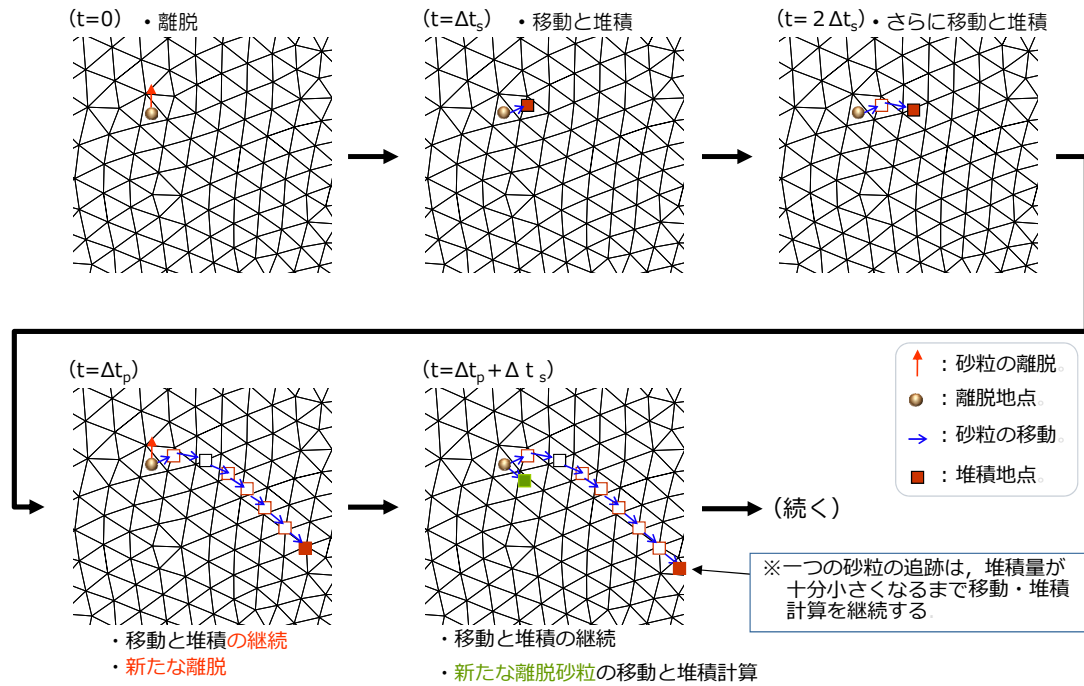 (t=0) ・離脱
(t=Δts) ・移動と堆積
(t=２Δts)・さらに移動と堆積
(t=Δtp)
・移動と堆積の継続
・新たな離脱
(t=Δtp+Δｔs)
・移動と堆積の継続
・新たな離脱砂粒の移動と堆積計算
：砂粒の離脱。
：離脱地点。
：砂粒の移動。
：堆積地点。
(続く)
※一つの砂粒の追跡は，堆積量が
十分小さくなるまで移動・堆積
計算を継続する。